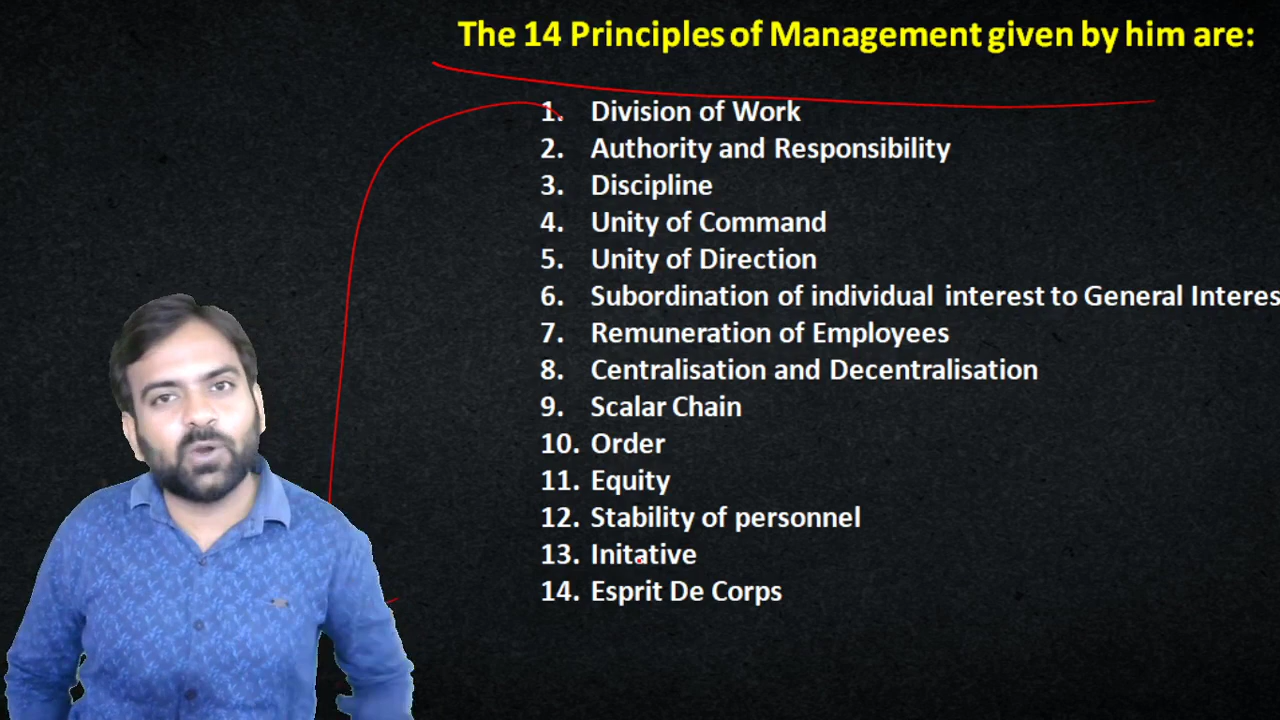 The 14 Principles of Management given by him are:
1. Division of Work
2. Authority and Responsibility
3. Discipline
4. Unity of Command
5. Unity of Direction
6. Subordination of individual interest to General Interes
7. Remuneration of Employees
8. Centralisation and Decentralisation
9. Scalar Chain
10. Order
11. Equity
12. Stability of personnel
13. Initative
14. Esprit De Corps